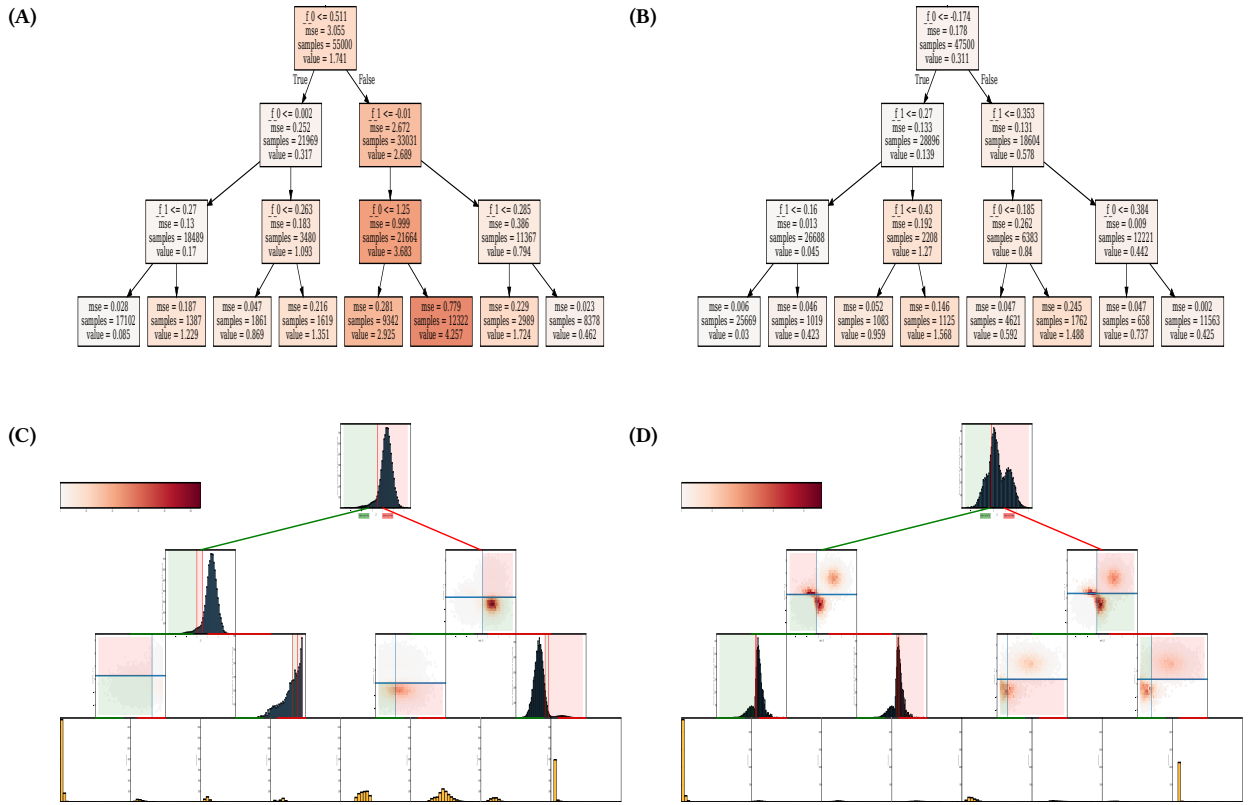 (A)
f_0 <= 0.511
mse = 3.055
samples = 55000
value = 1.741
True
False
f_0 <= 0.002
mse = 0.252
samples = 21969
value = 0.317
f_1 <= -0.01
mse = 2.672
samples = 33031
value = 2.689
f_1 <= 0.27
mse = 0.13
samples = 18489
value = 0.17
f_0 <= 0.263
mse = 0.183
samples = 3480
value = 1.093
f_0 <= 1.25
mse = 0.999
samples = 21664
value = 3.683
f_1 <= 0.285
mse = 0.386
samples = 11367
value = 0.794
mse = 0.028
samples = 17102
value = 0.085
mse = 0.187
samples = 1387
value = 1.229
mse = 0.047
samples = 1861
value = 0.869
mse = 0.216
samples = 1619
value = 1.351
mse = 0.281
samples = 9342
value = 2.925
mse = 0.779
samples = 12322
value = 4.257
mse = 0.229
samples = 2989
value = 1.724
mse = 0.023
samples = 8378
value = 0.462
(B)
f_0 <= -0.174
mse = 0.178
samples = 47500
value = 0.311
True
False
f_1 <= 0.27
mse = 0.133
samples = 28896
value = 0.139
f_1 <= 0.353
mse = 0.131
samples = 18604
value = 0.578
f_1 <= 0.16
mse = 0.013
samples = 26688
value = 0.045
f_1 <= 0.43
mse = 0.192
samples = 2208
value = 1.27
f_0 <= 0.185
mse = 0.262
samples = 6383
value = 0.84
f_0 <= 0.384
mse = 0.009
samples = 12221
value = 0.442
mse = 0.006
samples = 25669
value = 0.03
mse = 0.046
samples = 1019
value = 0.423
mse = 0.052
samples = 1083
value = 0.959
mse = 0.146
samples = 1125
value = 1.568
mse = 0.047
samples = 4621
value = 0.592
mse = 0.245
samples = 1762
value = 1.488
mse = 0.047
samples = 658
value = 0.737
mse = 0.002
samples = 11563
value = 0.425
(C)
(D)